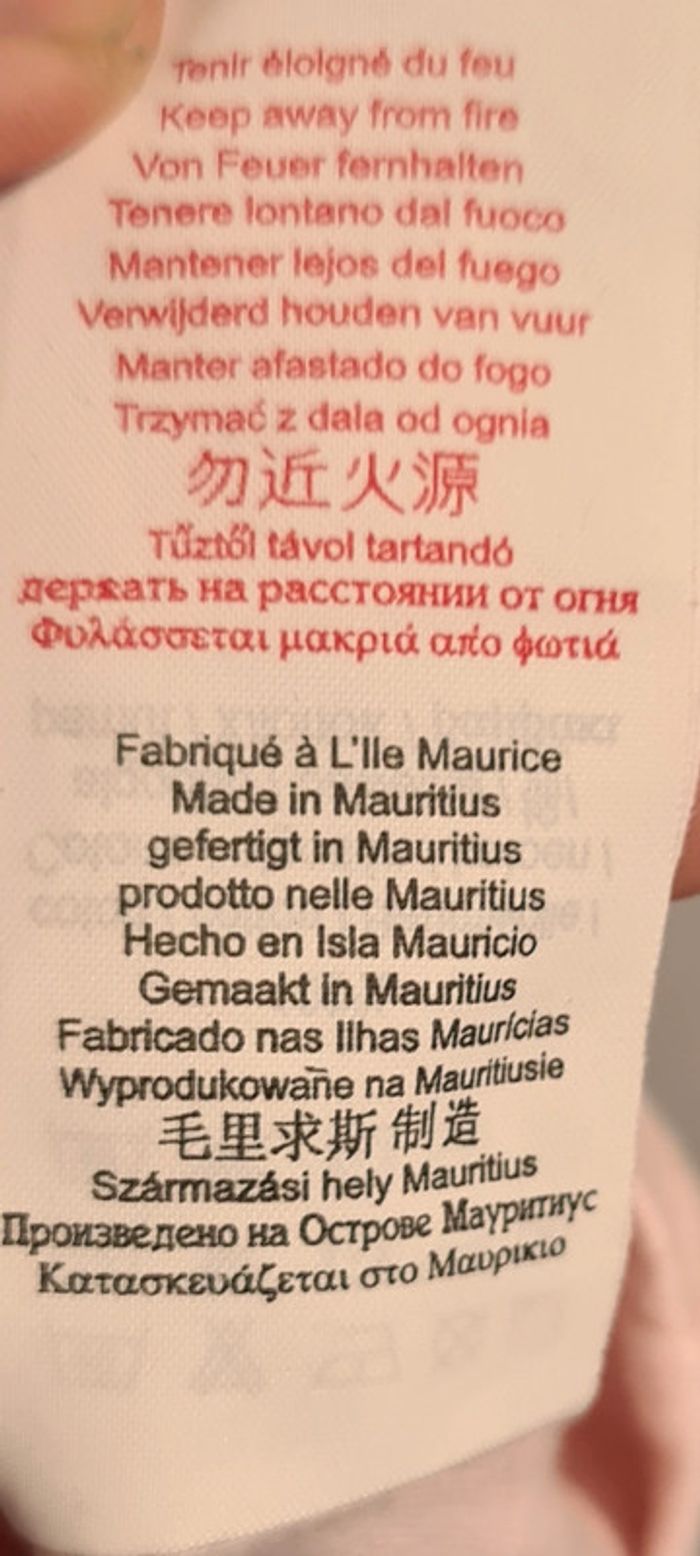 Tenir éloigné du feu
Keep away from fire
Von Feuer fernhalten
Tenere lontano dal fuoco
Mantener lejos del fuego
Verwijderd houden van vuur
Manter afastado do fogo
Trzymać z dala od ognia
勿近火源
Tűztől távol tartandó
держать на расстоянии от огня
Φυλάσσεται μακριά από φωτιά
Fabriqué à L'Ile Maurice
Made in Mauritius
gefertigt in Mauritius
prodotto nelle Mauritius
Hecho en Isla Mauricio
Gemaakt in Mauritius
Fabricado nas Ilhas Maurícias
Wyprodukowane na Mauritiusie
毛里求斯 制造
Származási hely Mauritius
Произведено на Острове Мауритиус
Κατασκευάζεται στο Μαυρικιο